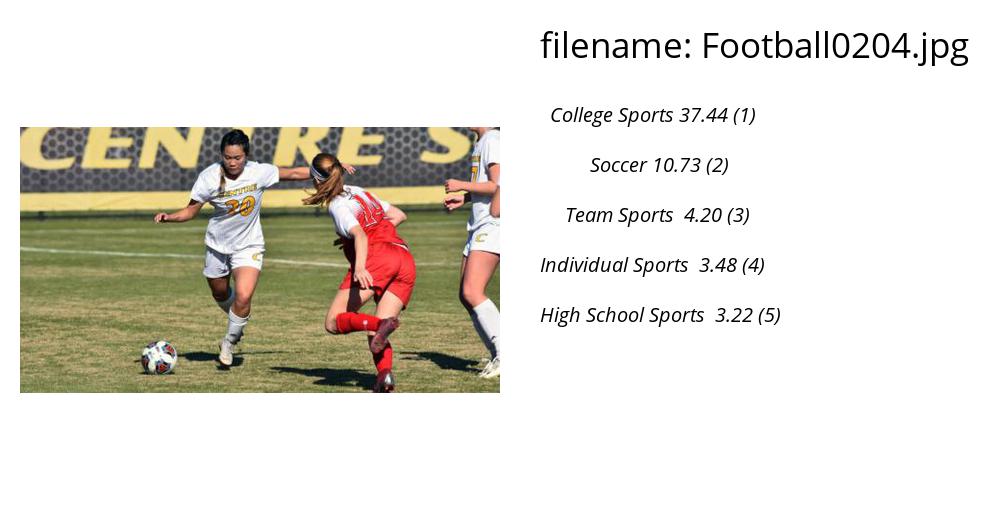 filename: Football0204.jpg
College Sports 37.44 (1)
Soccer 10.73 (2)
Team Sports 4.20 (3)
Individual Sports 3.48 (4)
High School Sports 3.22 (5)
CENTRE S
CENTRE
20
14
C
C